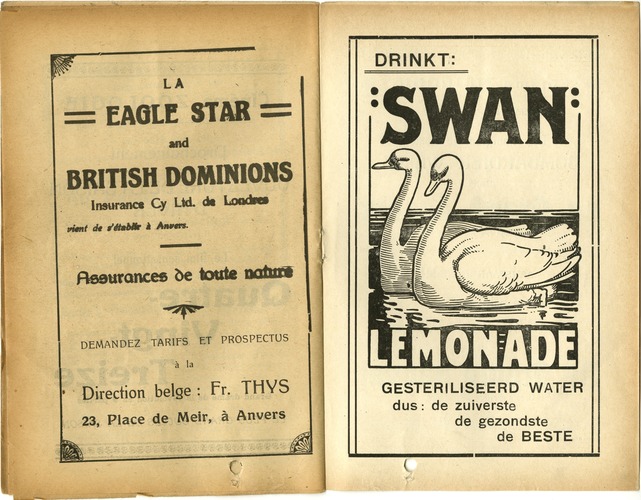 LA
EAGLE STAR
and
BRITISH DOMINIONS
Insurance Cy Ltd. de Londres
vient de s'établir à Anvers.
Assurances de toute nature
DEMANDEZ TARIFS ET PROSPECTUS
à la
Direction belge: Fr. THYS
23, Place de Meir, à Anvers
DRINKT:
:SWAN:
LEMONADE
GESTERILISEERD WATER
dus: de zuiverste
de gezondste
de BESTE